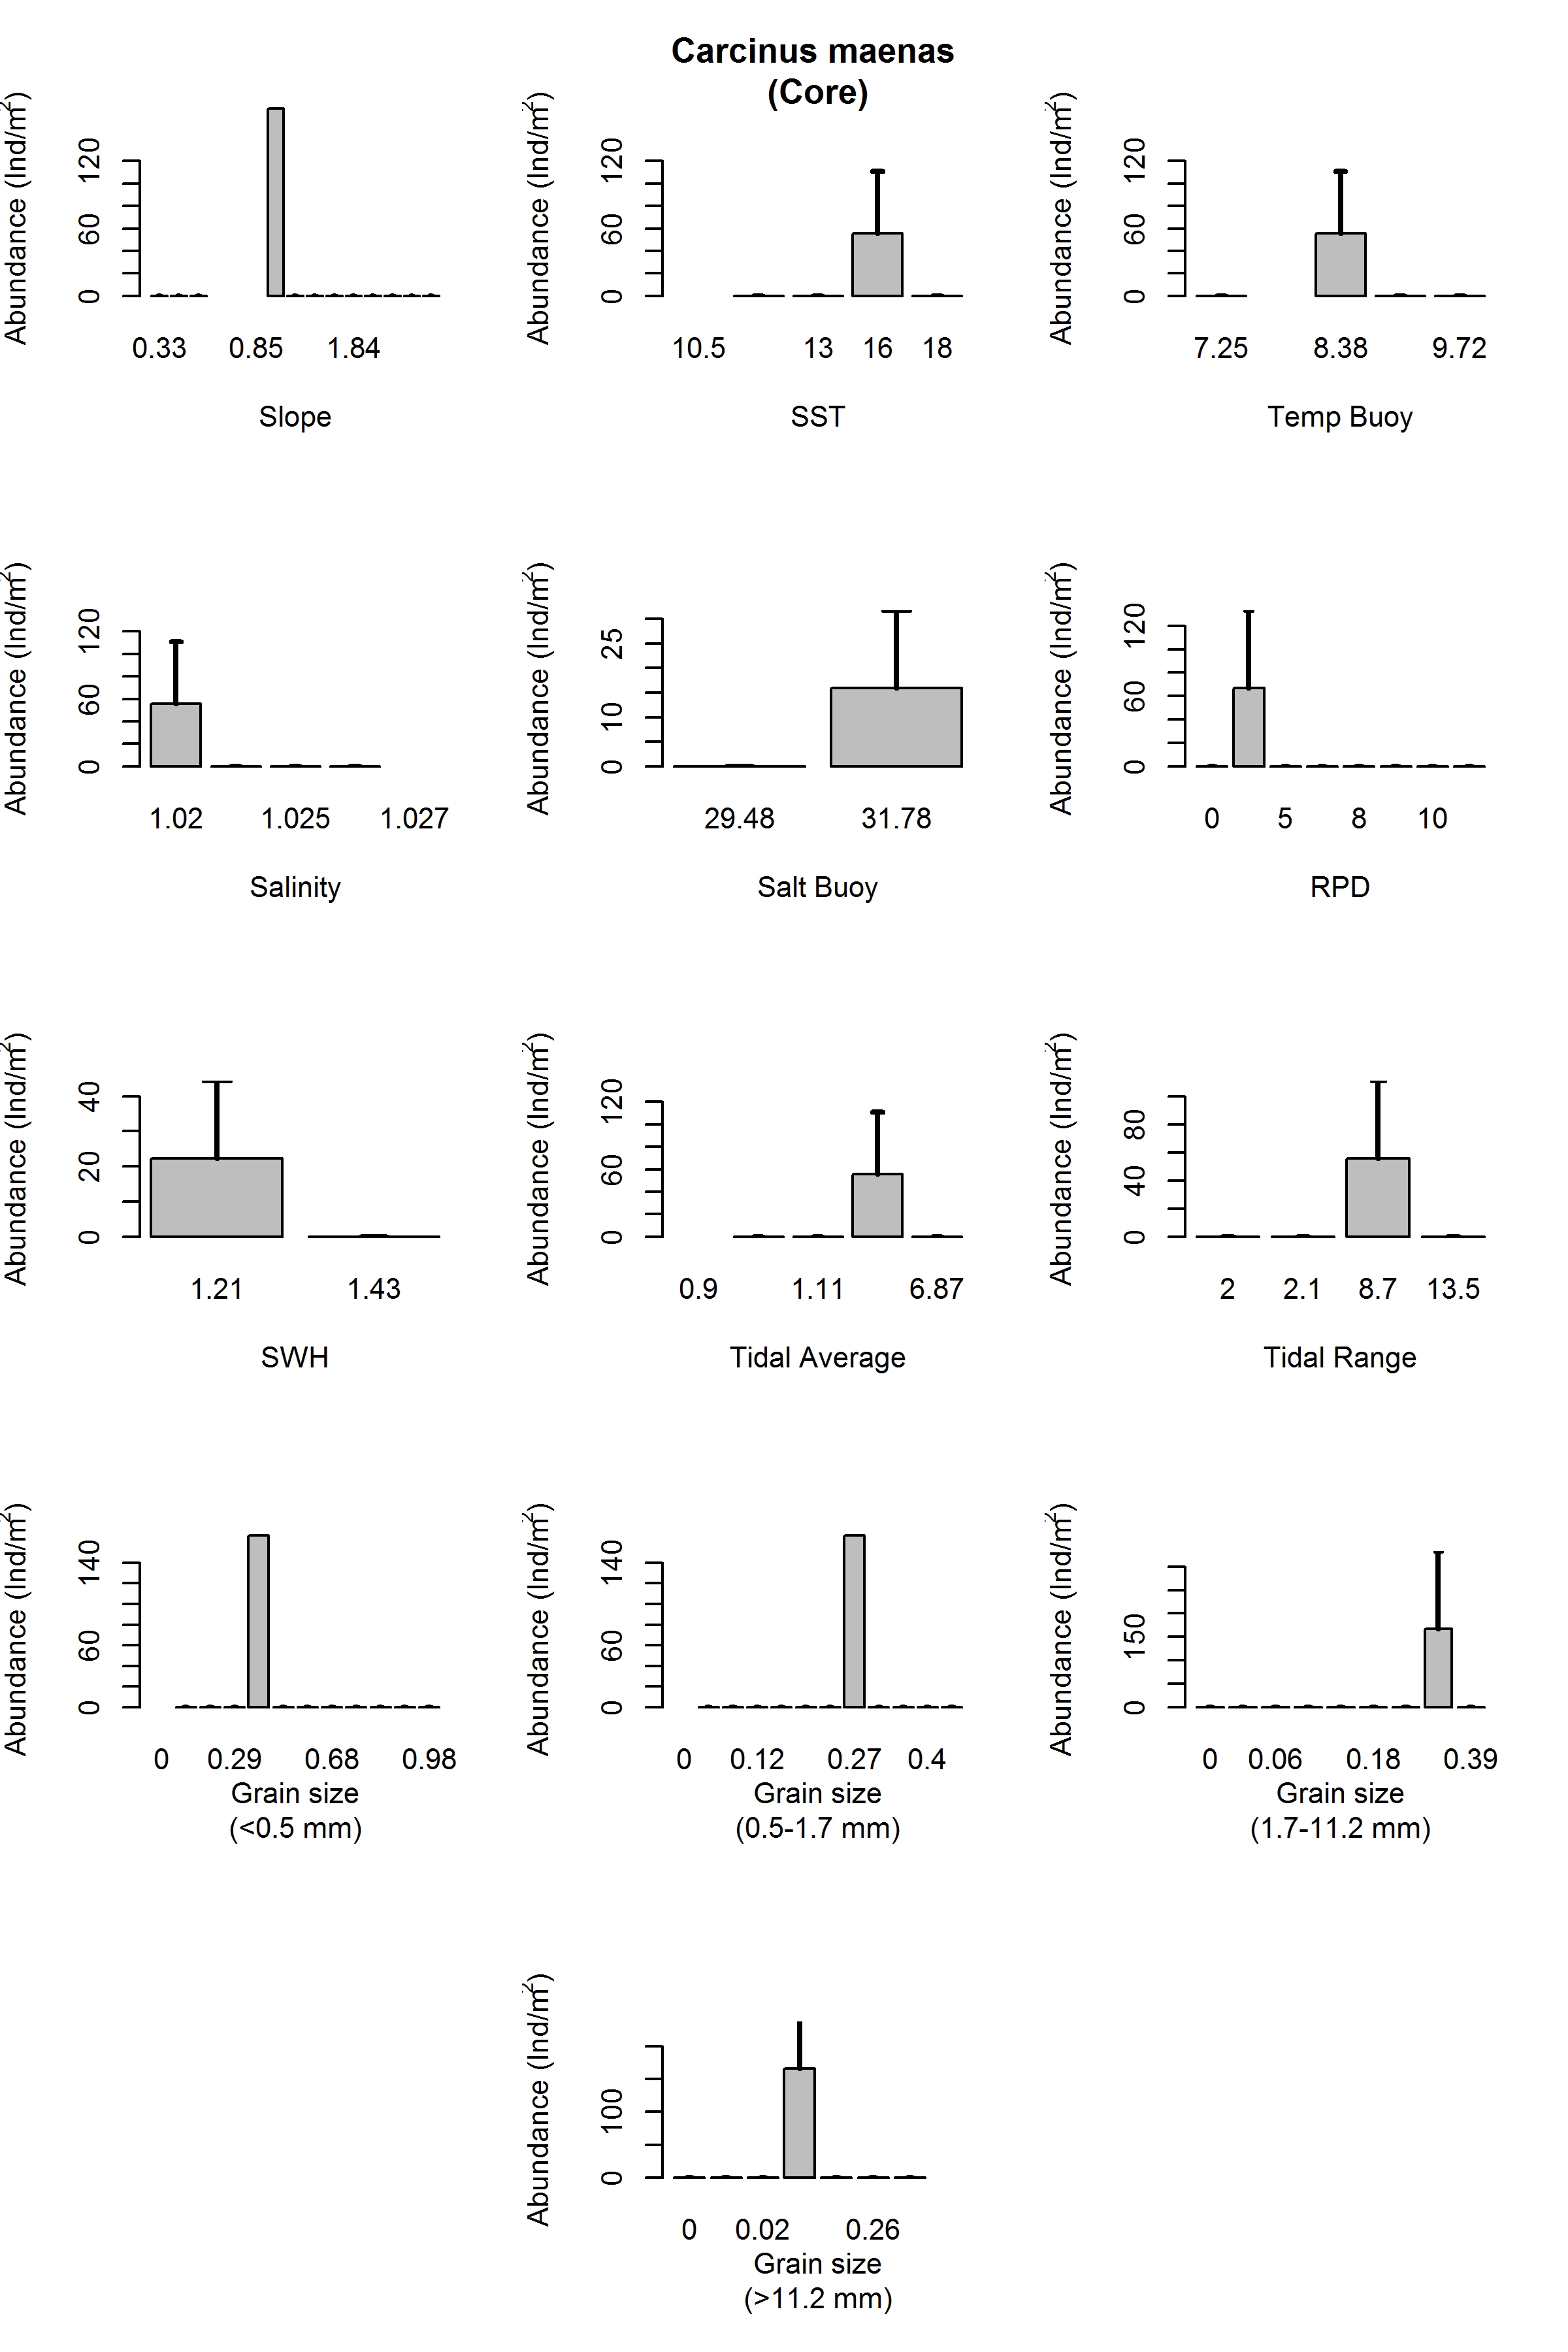 Carcinus maenas
(Core)
Abundance (Ind/m²)
0 60 120
0.33 0.85 1.84
Slope
Abundance (Ind/m²)
0 60 120
10.5 13 16 18
SST
Abundance (Ind/m²)
0 60 120
7.25 8.38 9.72
Temp Buoy
Abundance (Ind/m²)
0 60 120
1.02 1.025 1.027
Salinity
Abundance (Ind/m²)
0 10 25
29.48 31.78
Salt Buoy
Abundance (Ind/m²)
0 60 120
0 5 8 10
RPD
Abundance (Ind/m²)
0 20 40
1.21 1.43
SWH
Abundance (Ind/m²)
0 60 120
0.9 1.11 6.87
Tidal Average
Abundance (Ind/m²)
0 40 80
2 2.1 8.7 13.5
Tidal Range
Abundance (Ind/m²)
0 60 140
0 0.29 0.68 0.98
Grain size
(<0.5 mm)
Abundance (Ind/m²)
0 60 140
0 0.12 0.27 0.4
Grain size
(0.5-1.7 mm)
Abundance (Ind/m²)
0 150
0 0.06 0.18 0.39
Grain size
(1.7-11.2 mm)
Abundance (Ind/m²)
0 100
0 0.02 0.26
Grain size
(>11.2 mm)